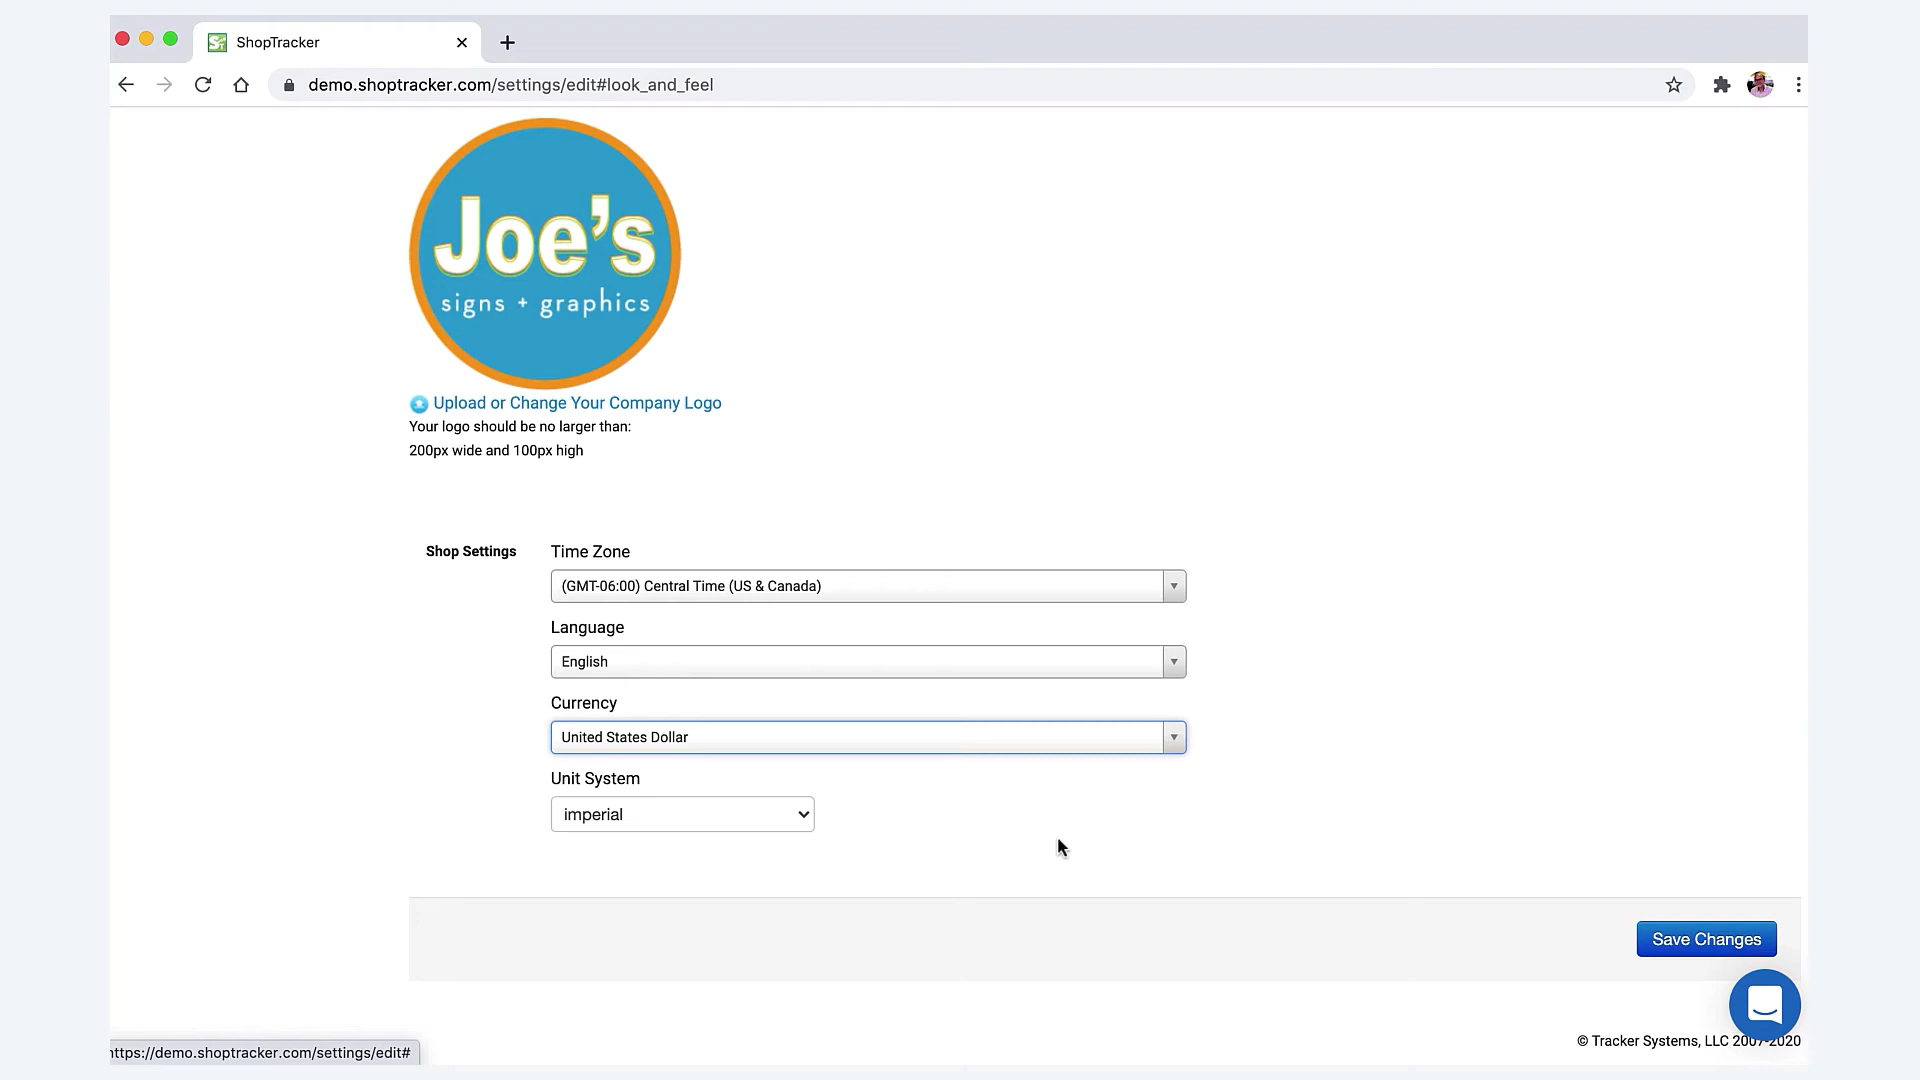 ShopTracker
demo.shoptracker.com/settings/edit#look_and_feel
Joe's
signs + graphics
Upload or Change Your Company Logo
Your logo should be no larger than:
200px wide and 100px high
Shop Settings
Time Zone
(GMT-06:00) Central Time (US & Canada)
Language
English
Currency
United States Dollar
Unit System
imperial
Save Changes
© Tracker Systems, LLC 2007-2020
https://demo.shoptracker.com/settings/edit#